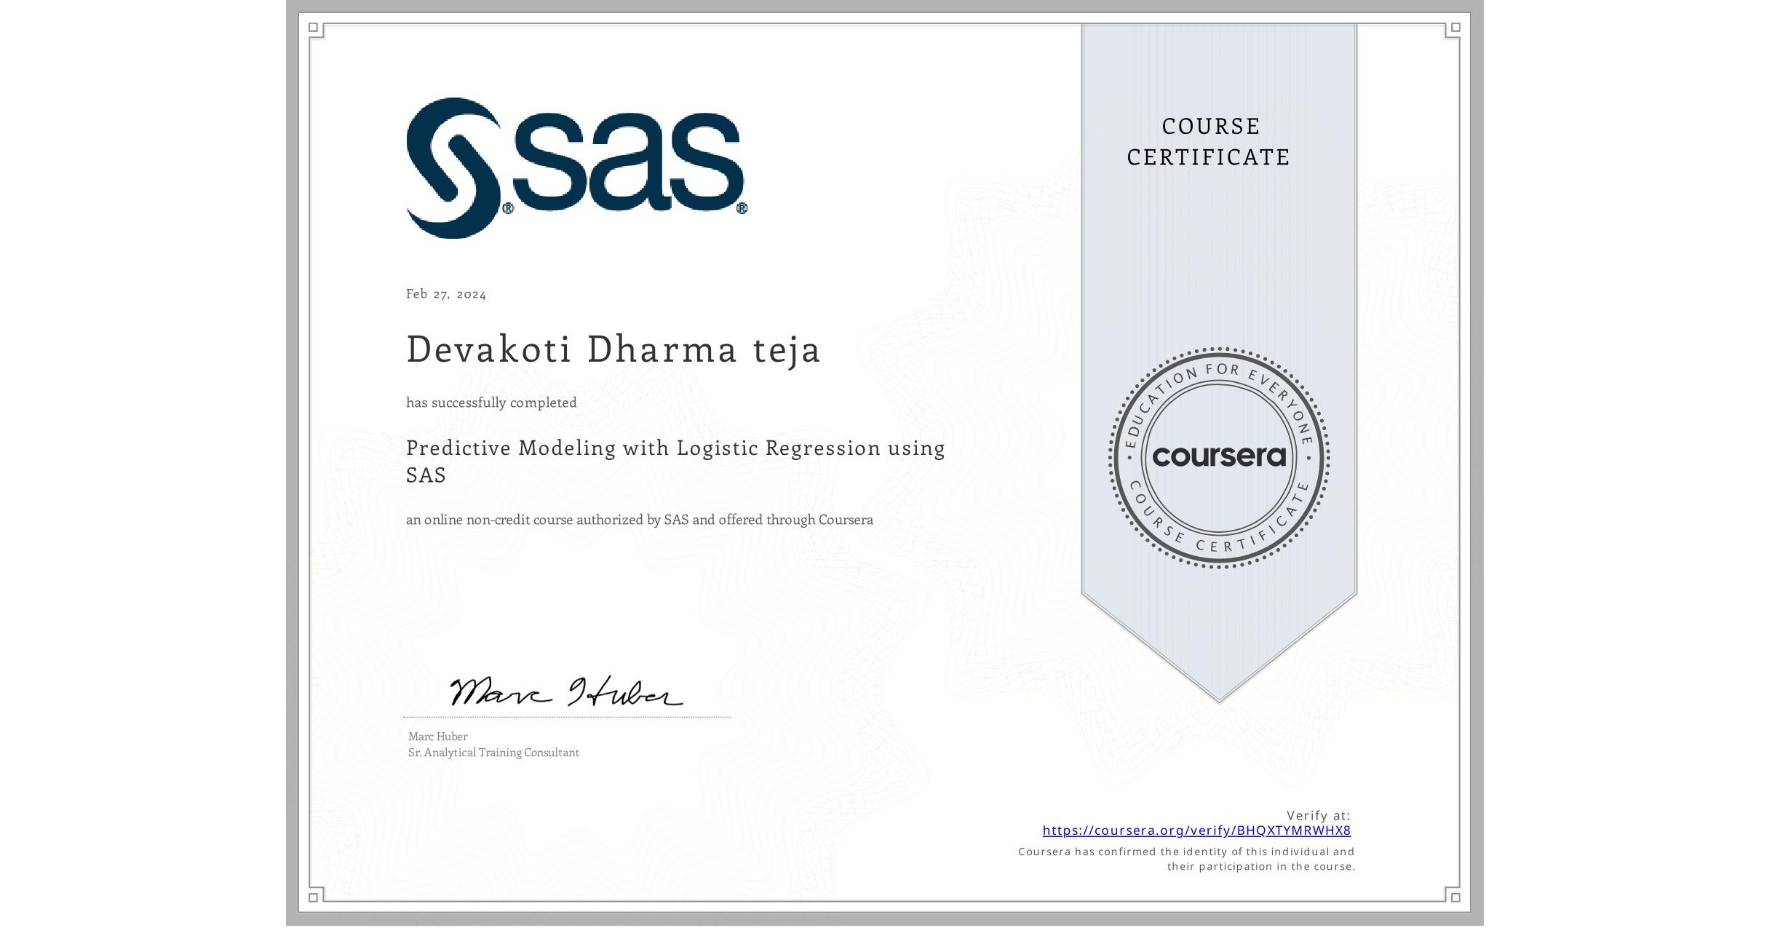 sas
COURSE
CERTIFICATE
Feb 27, 2024
Devakoti Dharma teja
has successfully completed
Predictive Modeling with Logistic Regression using
SAS
an online non-credit course authorized by SAS and offered through Coursera
EDUCATION FOR EVERYONE
coursera
COURSE CERTIFICATE
Marc Huber
Marc Huber
Sr. Analytical Training Consultant
Verify at:
https://coursera.org/verify/BHQXTYMRWHX8
Coursera has confirmed the identity of this individual and
their participation in the course.